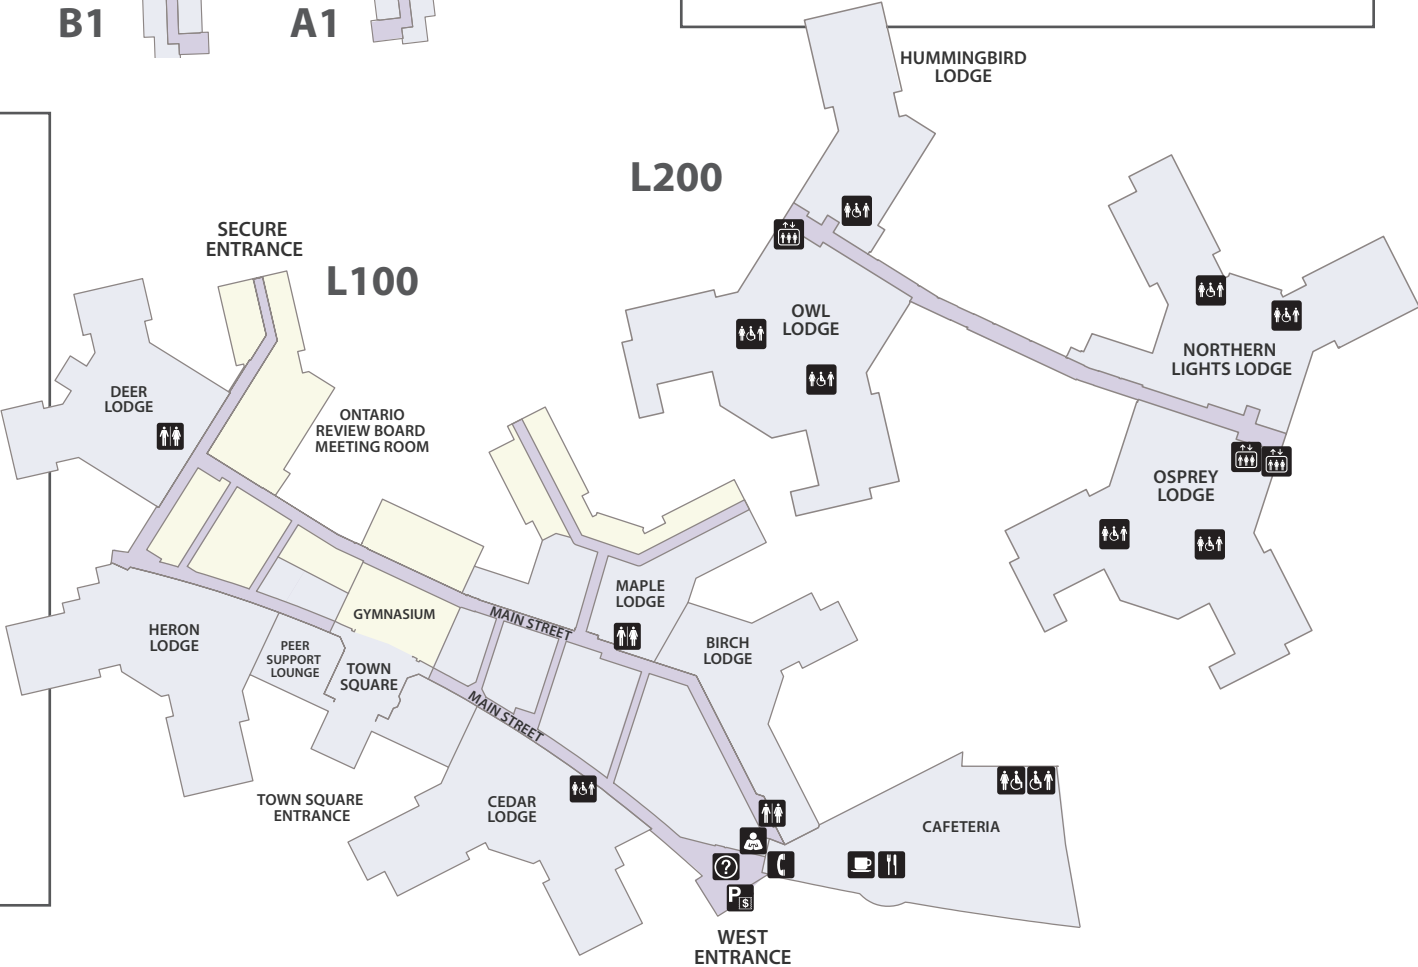 B1
A1
HUMMINGBIRD
LODGE
L200
SECURE
ENTRANCE
L100
OWL
LODGE
NORTHERN
LIGHTS LODGE
DEER
LODGE
ONTARIO
REVIEW BOARD
MEETING ROOM
OSPREY
LODGE
MAPLE
LODGE
GYMNASIUM
MAIN STREET
HERON
LODGE
PEER
SUPPORT
LOUNGE
TOWN
SQUARE
BIRCH
LODGE
MAIN STREET
TOWN SQUARE
ENTRANCE
CEDAR
LODGE
CAFETERIA
?
P$
WEST
ENTRANCE